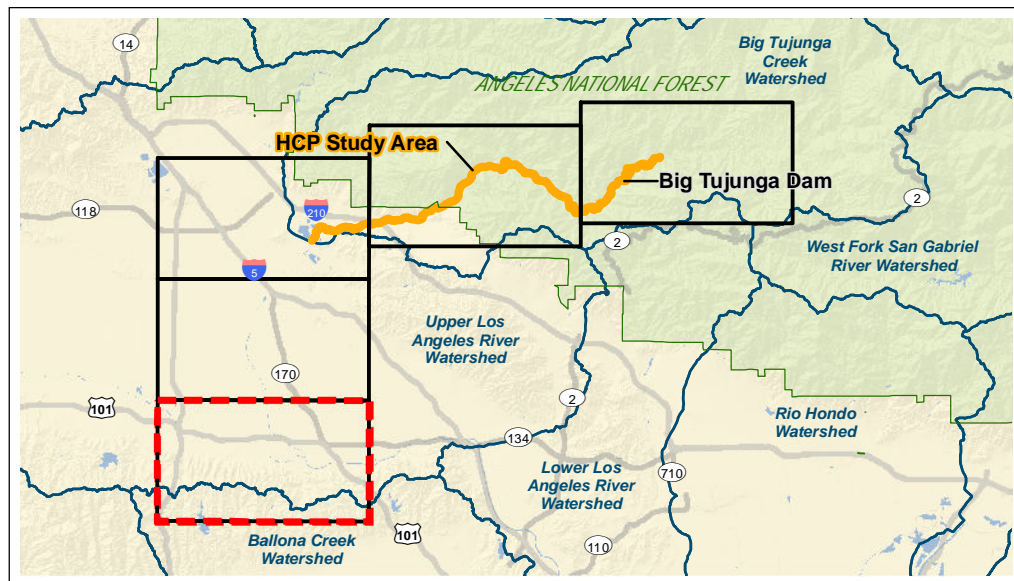 14
Big Tujunga
Creek
Watershed
ANGELES NATIONAL FOREST
HCP Study Area
Big Tujunga Dam
118
210
2
2
West Fork San Gabriel
River Watershed
5
Upper Los
Angeles River
Watershed
170
2
101
Rio Hondo
Watershed
134
710
Lower Los
Angeles River
Watershed
101
Ballona Creek
Watershed
110